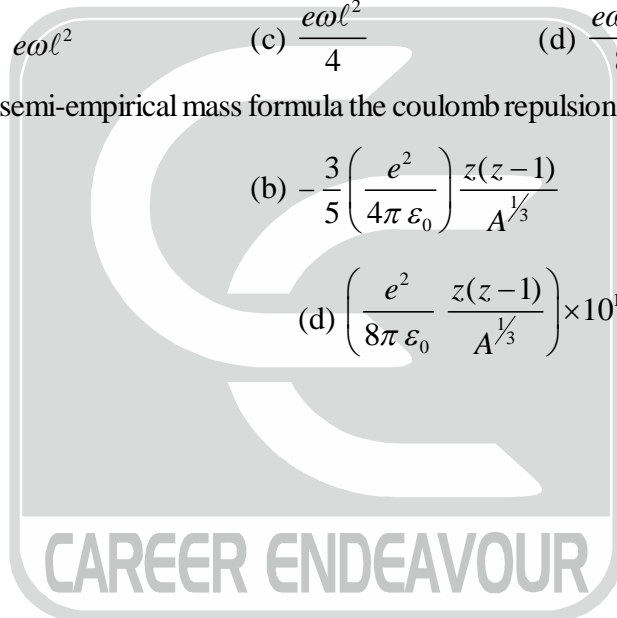 eωℓ² (c) eωℓ²/4 (d)
semi-empirical mass formula the coulomb repulsion
(b) −3/5 (e²/4π ε₀) z(z−1)/A^{1/3}
(d) (e²/8π ε₀ z(z−1)/A^{1/3}) ×10
CAREER ENDEAVOUR